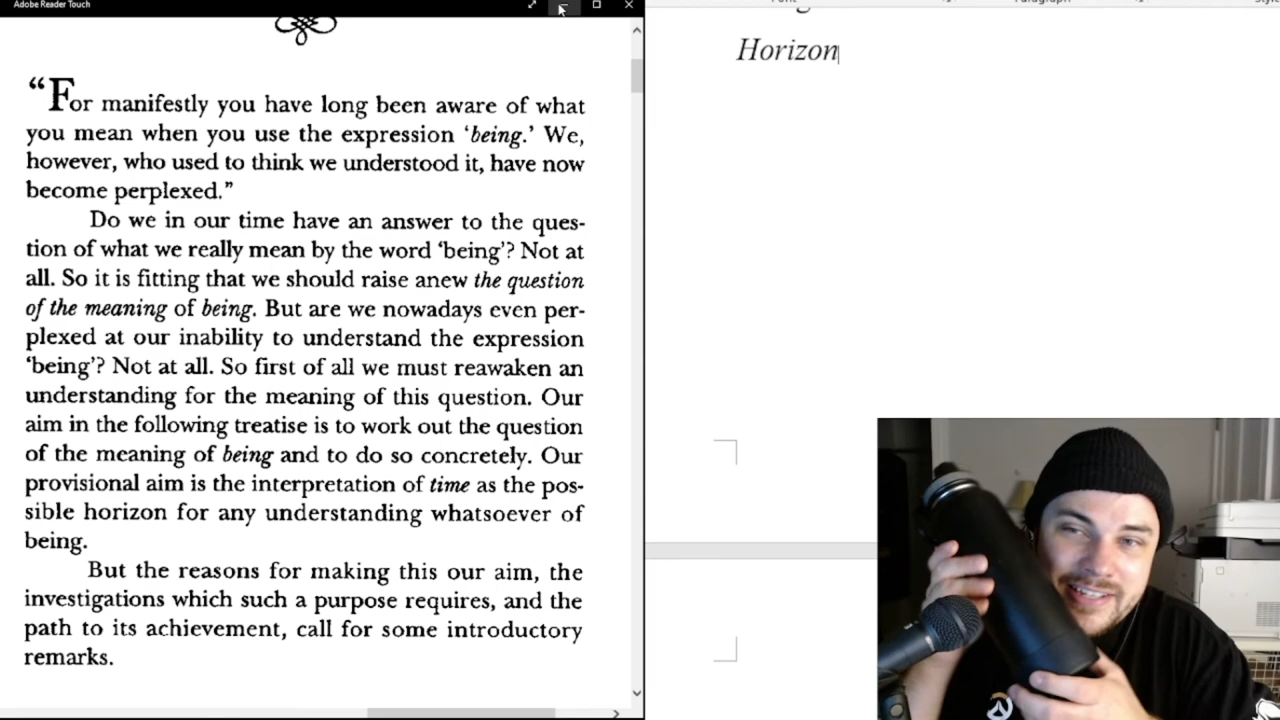 Adobe Reader Touch
“For manifestly you have long been aware of what
you mean when you use the expression ‘being.’ We,
however, who used to think we understood it, have now
become perplexed.”
Do we in our time have an answer to the ques-
tion of what we really mean by the word ‘being’? Not at
all. So it is fitting that we should raise anew the question
of the meaning of being. But are we nowadays even per-
plexed at our inability to understand the expression
‘being’? Not at all. So first of all we must reawaken an
understanding for the meaning of this question. Our
aim in the following treatise is to work out the question
of the meaning of being and to do so concretely. Our
provisional aim is the interpretation of time as the pos-
sible horizon for any understanding whatsoever of
being.
But the reasons for making this our aim, the
investigations which such a purpose requires, and the
path to its achievement, call for some introductory
remarks.
Horizon